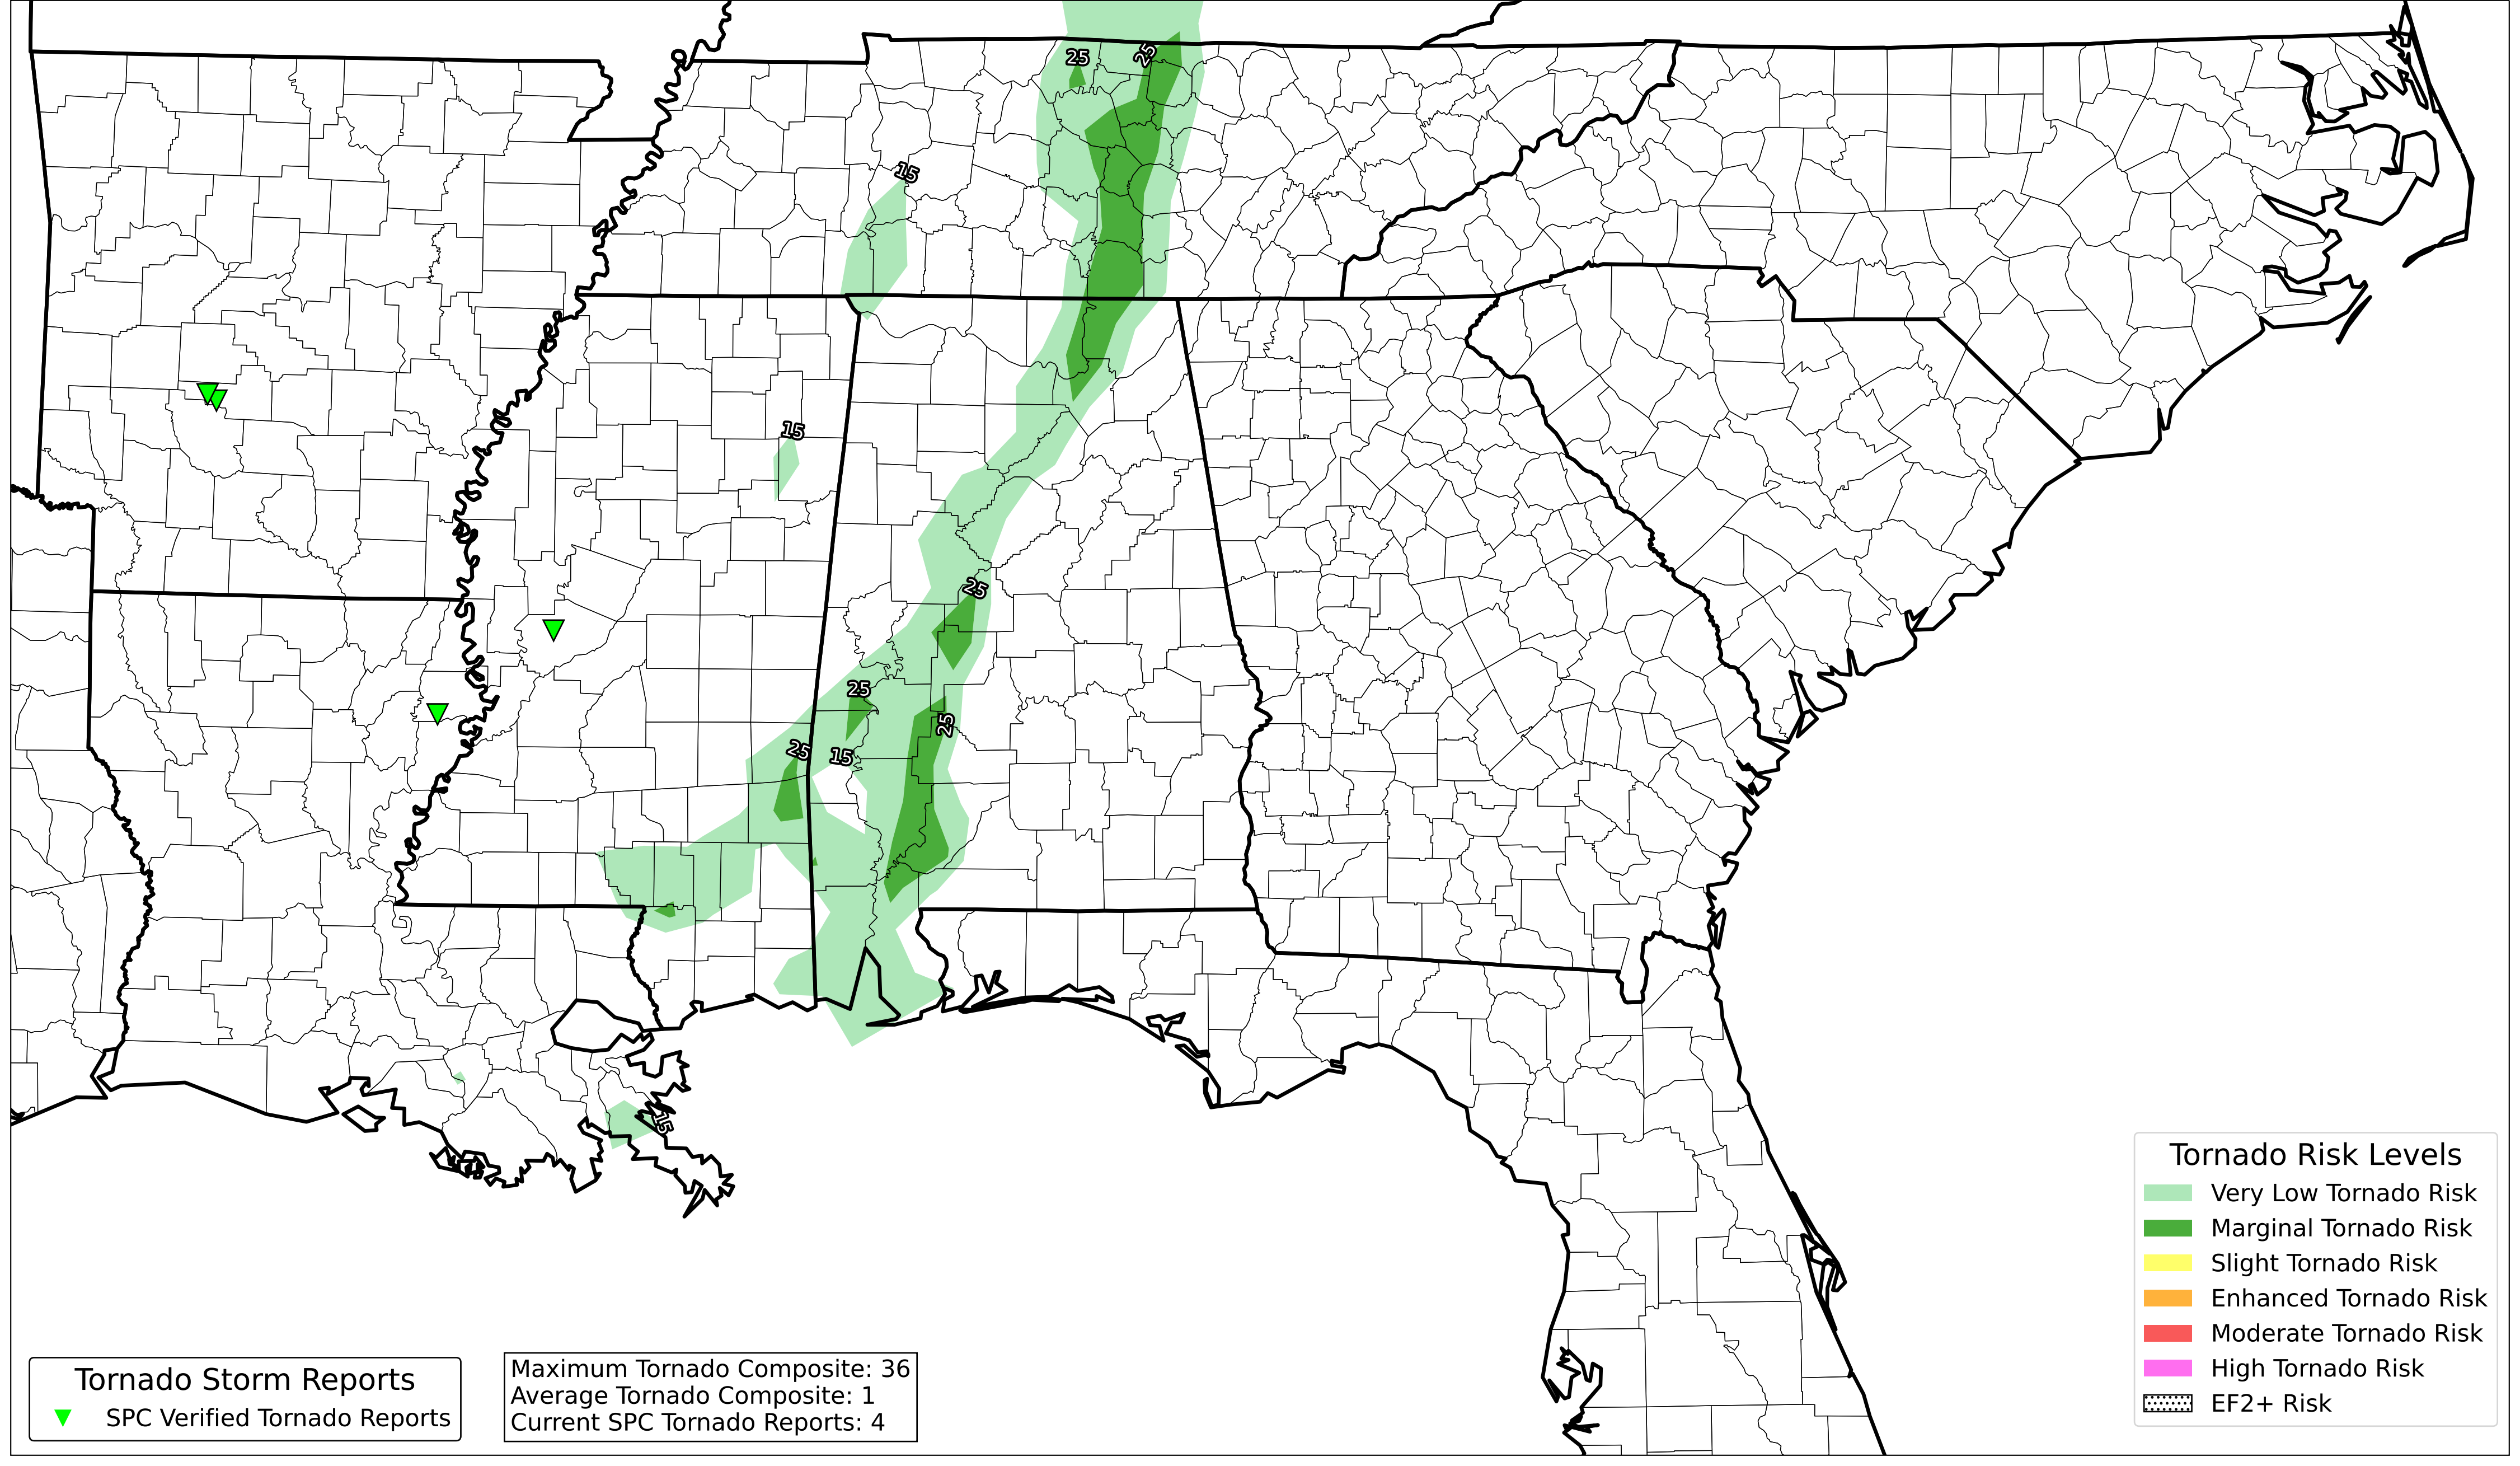 25
25
15
15
25
25
25
25
15
15
Tornado Risk Levels
Very Low Tornado Risk
Marginal Tornado Risk
Slight Tornado Risk
Enhanced Tornado Risk
Moderate Tornado Risk
High Tornado Risk
EF2+ Risk
Tornado Storm Reports
SPC Verified Tornado Reports
Maximum Tornado Composite: 36
Average Tornado Composite: 1
Current SPC Tornado Reports: 4